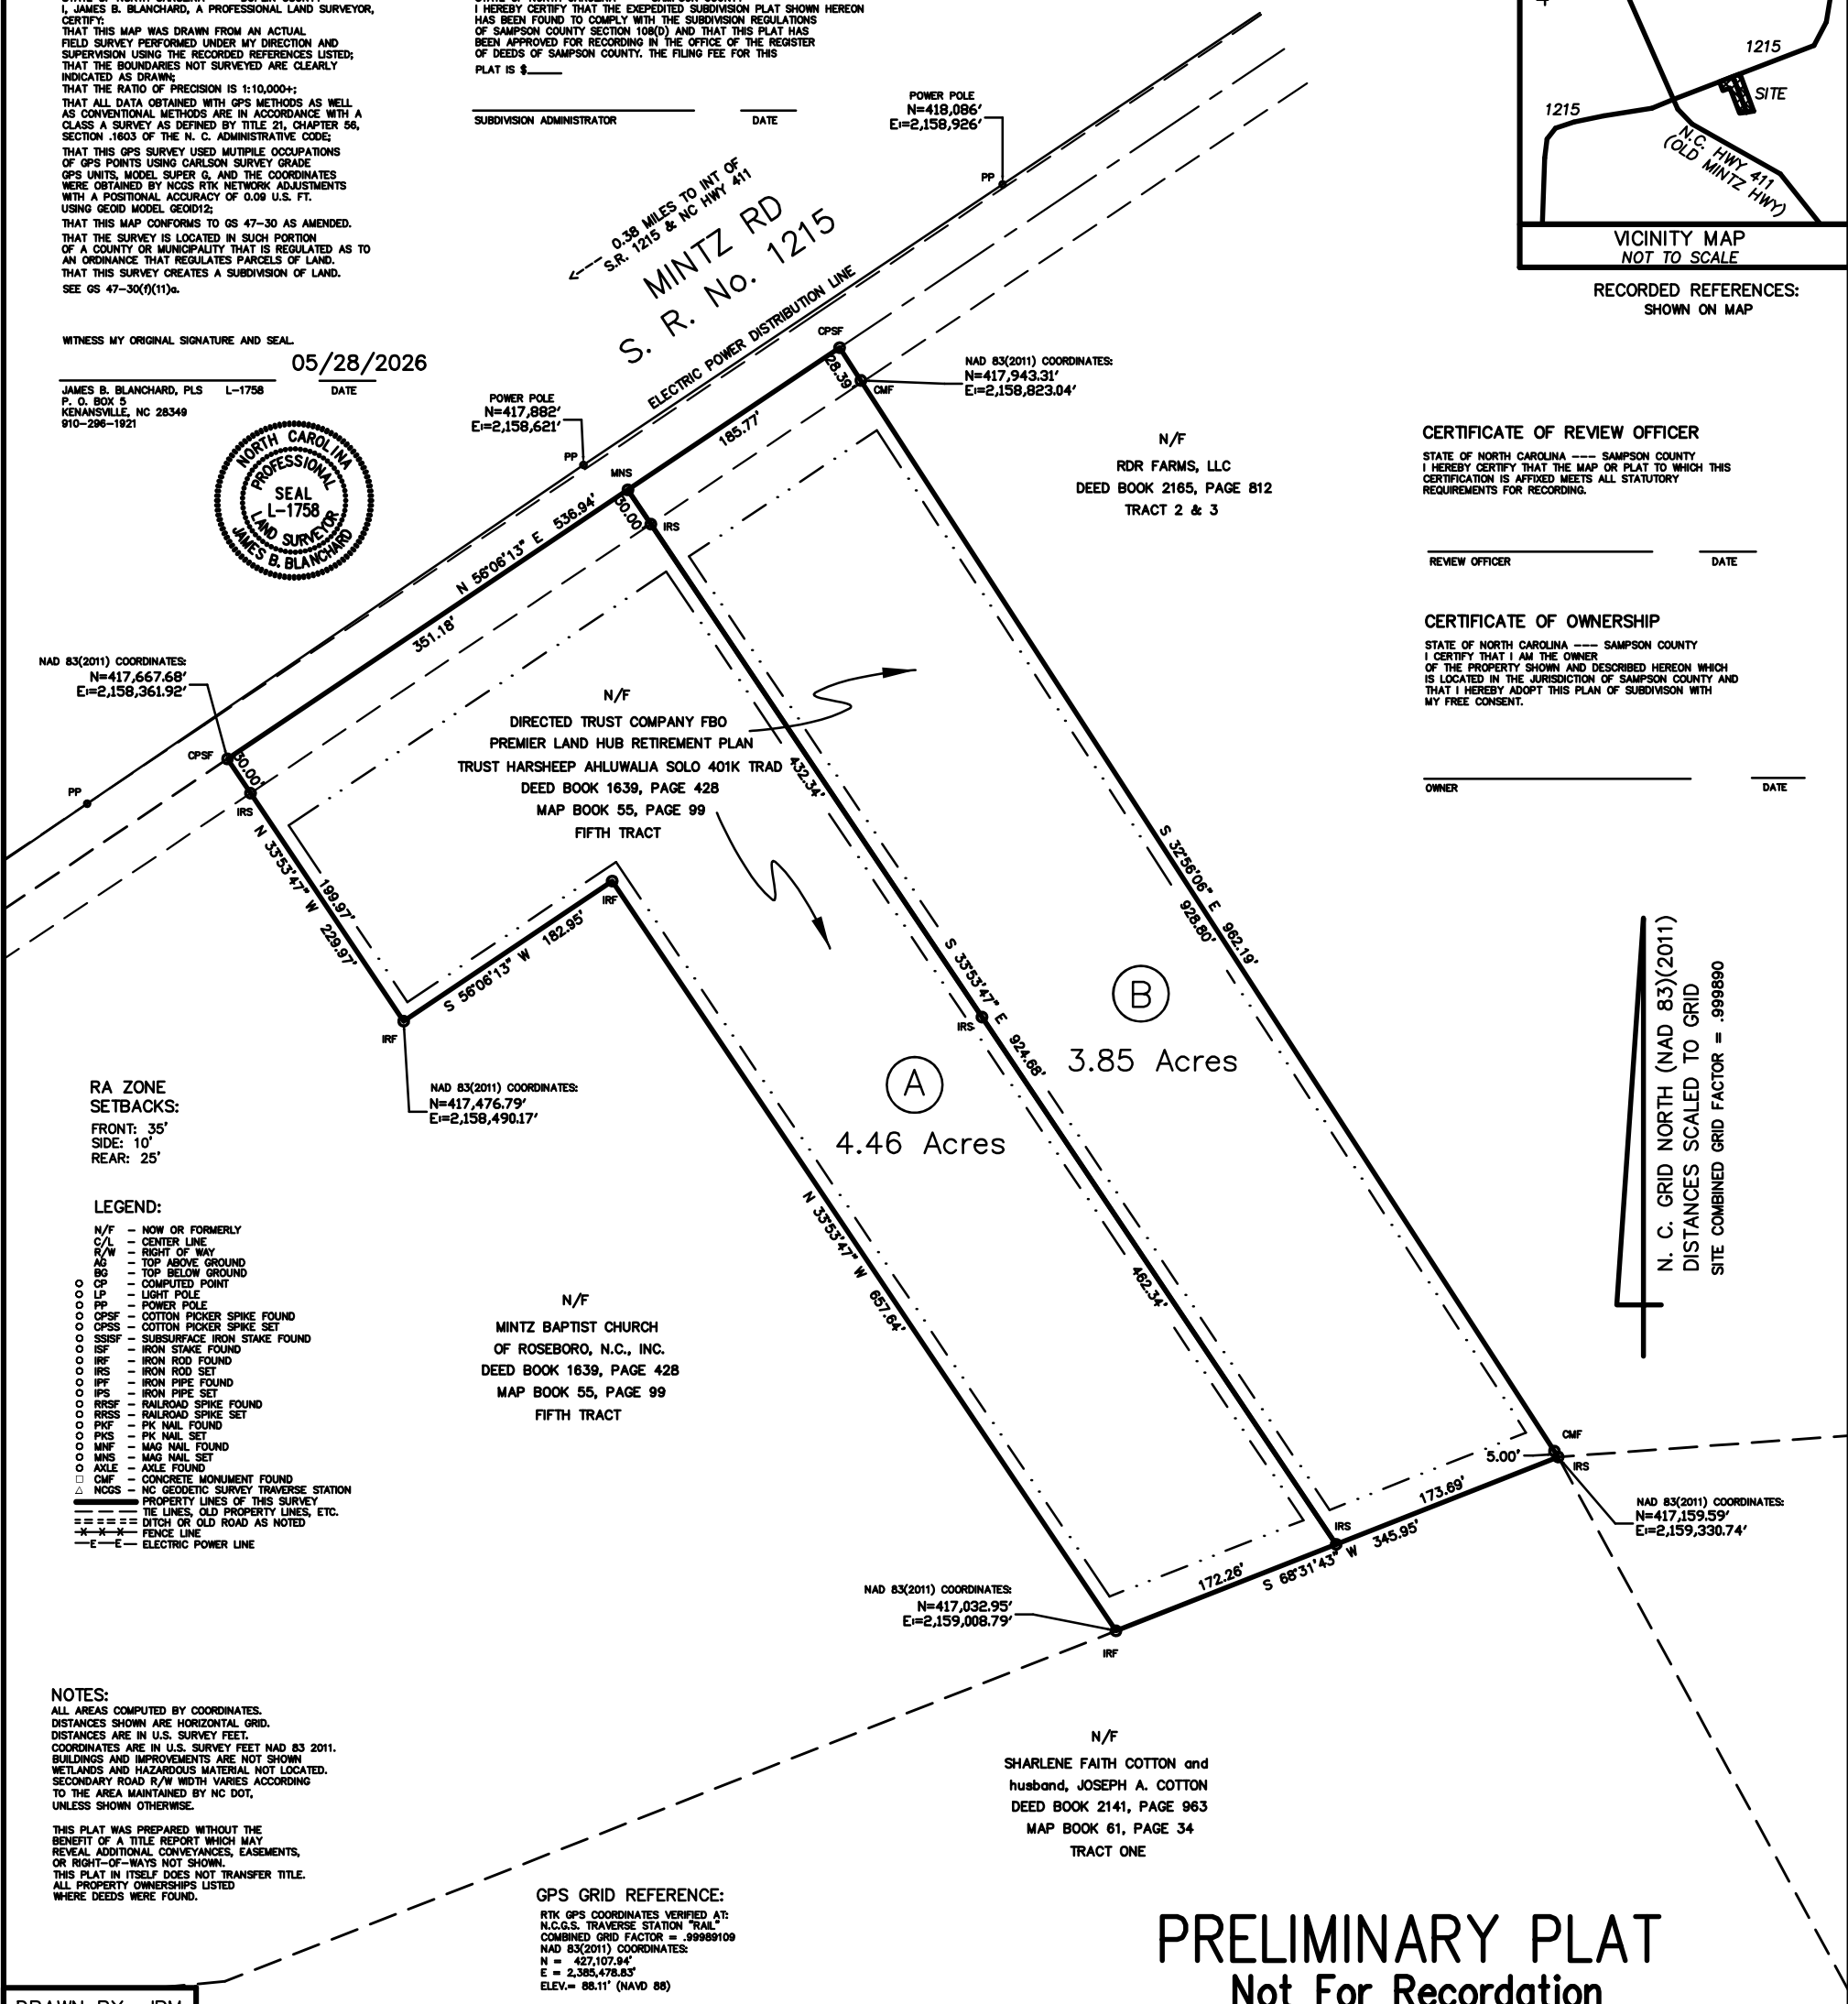 I, JAMES B. BLANCHARD, A PROFESSIONAL LAND SURVEYOR,
CERTIFY:
THAT THIS MAP WAS DRAWN FROM AN ACTUAL
FIELD SURVEY PERFORMED UNDER MY DIRECTION AND
SUPERVISION USING THE RECORDED REFERENCES LISTED;
THAT THE BOUNDARIES NOT SURVEYED ARE CLEARLY
INDICATED AS DRAWN;
THAT THE RATIO OF PRECISION IS 1:10,000+;
THAT ALL DATA OBTAINED WITH GPS METHODS AS WELL
AS CONVENTIONAL METHODS ARE IN ACCORDANCE WITH A
CLASS A SURVEY AS DEFINED BY TITLE 21, CHAPTER 56,
SECTION .1603 OF THE N. C. ADMINISTRATIVE CODE;
THAT THIS GPS SURVEY USED MUTIPILE OCCUPATIONS
OF GPS POINTS USING CARLSON SURVEY GRADE
GPS UNITS, MODEL SUPER G, AND THE COORDINATES
WERE OBTAINED BY NCGS RTK NETWORK ADJUSTMENTS
WITH A POSITIONAL ACCURACY OF 0.09 U.S. FT.
USING GEOID MODEL GEOID12;
THAT THIS MAP CONFORMS TO GS 47-30 AS AMENDED.
THAT THE SURVEY IS LOCATED IN SUCH PORTION
OF A COUNTY OR MUNICIPALITY THAT IS REGULATED AS TO
AN ORDINANCE THAT REGULATES PARCELS OF LAND.
THAT THIS SURVEY CREATES A SUBDIVISION OF LAND.
SEE GS 47-30(f)(11)a.
WITNESS MY ORIGINAL SIGNATURE AND SEAL.
05/28/2026
JAMES B. BLANCHARD, PLS L-1758 DATE
P. O. BOX 5
KENANSVILLE, NC 28349
910-296-1921
NORTH CAROLINA
PROFESSIONAL
SEAL
L-1758
LAND SURVEYOR
JAMES B. BLANCHARD
I HEREBY CERTIFY THAT THE EXEPEDITED SUBDIVISION PLAT SHOWN HEREON
HAS BEEN FOUND TO COMPLY WITH THE SUBDIVISION REGULATIONS
OF SAMPSON COUNTY SECTION 108(D) AND THAT THIS PLAT HAS
BEEN APPROVED FOR RECORDING IN THE OFFICE OF THE REGISTER
OF DEEDS OF SAMPSON COUNTY. THE FILING FEE FOR THIS
PLAT IS $_____
SUBDIVISION ADMINISTRATOR DATE
1215
SITE
1215
N.C. HWY 411
(OLD MINTZ HWY)
VICINITY MAP
NOT TO SCALE
RECORDED REFERENCES:
SHOWN ON MAP
CERTIFICATE OF REVIEW OFFICER
STATE OF NORTH CAROLINA --- SAMPSON COUNTY
I HEREBY CERTIFY THAT THE MAP OR PLAT TO WHICH THIS
CERTIFICATION IS AFFIXED MEETS ALL STATUTORY
REQUIREMENTS FOR RECORDING.
REVIEW OFFICER DATE
CERTIFICATE OF OWNERSHIP
STATE OF NORTH CAROLINA --- SAMPSON COUNTY
I CERTIFY THAT I AM THE OWNER
OF THE PROPERTY SHOWN AND DESCRIBED HEREON WHICH
IS LOCATED IN THE JURISDICTION OF SAMPSON COUNTY AND
THAT I HEREBY ADOPT THIS PLAN OF SUBDIVISON WITH
MY FREE CONSENT.
OWNER DATE
POWER POLE
N=418,086'
E=2,158,926'
PP
0.38 MILES TO INT OF
S.R. 1215 & NC HWY 411
MINTZ RD
S. R. No. 1215
ELECTRIC POWER DISTRIBUTION LINE
CPSF
28.39'
CMF
NAD 83(2011) COORDINATES:
N=417,943.31'
E=2,158,823.04'
POWER POLE
N=417,882'
E=2,158,621'
PP
MNS
185.77'
30.00'
IRS
N 56°06'13" E 536.94'
351.18'
NAD 83(2011) COORDINATES:
N=417,667.68'
E=2,158,361.92'
CPSF
30.00'
PP
IRS
N/F
RDR FARMS, LLC
DEED BOOK 2165, PAGE 812
TRACT 2 & 3
N/F
DIRECTED TRUST COMPANY FBO
PREMIER LAND HUB RETIREMENT PLAN
TRUST HARSHEEP AHLUWALIA SOLO 401K TRAD
DEED BOOK 1639, PAGE 428
MAP BOOK 55, PAGE 99
FIFTH TRACT
432.34'
N 33°53'47" W 229.97'
199.97'
S 56°06'13" W 182.95'
IRF
IRF
NAD 83(2011) COORDINATES:
N=417,476.79'
E=2,158,490.17'
S 32°56'06" E 962.19'
928.80'
S 33°53'47" E 924.68'
IRS
B
3.85 Acres
A
4.46 Acres
462.34'
N 33°53'47" W 657.64'
N. C. GRID NORTH (NAD 83)(2011)
DISTANCES SCALED TO GRID
SITE COMBINED GRID FACTOR = .999890
RA ZONE
SETBACKS:
FRONT: 35'
SIDE: 10'
REAR: 25'
LEGEND:
N/F - NOW OR FORMERLY
C/L - CENTER LINE
R/W - RIGHT OF WAY
AG - TOP ABOVE GROUND
BG - TOP BELOW GROUND
CP - COMPUTED POINT
LP - LIGHT POLE
PP - POWER POLE
CPSF - COTTON PICKER SPIKE FOUND
CPSS - COTTON PICKER SPIKE SET
SSISF - SUBSURFACE IRON STAKE FOUND
ISF - IRON STAKE FOUND
IRF - IRON ROD FOUND
IRS - IRON ROD SET
IPF - IRON PIPE FOUND
IPS - IRON PIPE SET
RRSF - RAILROAD SPIKE FOUND
RRSS - RAILROAD SPIKE SET
PKF - PK NAIL FOUND
PKS - PK NAIL SET
MNF - MAG NAIL FOUND
MNS - MAG NAIL SET
AXLE - AXLE FOUND
CMF - CONCRETE MONUMENT FOUND
NCGS - NC GEODETIC SURVEY TRAVERSE STATION
PROPERTY LINES OF THIS SURVEY
TIE LINES, OLD PROPERTY LINES, ETC.
DITCH OR OLD ROAD AS NOTED
X X X FENCE LINE
E E ELECTRIC POWER LINE
N/F
MINTZ BAPTIST CHURCH
OF ROSEBORO, N.C., INC.
DEED BOOK 1639, PAGE 428
MAP BOOK 55, PAGE 99
FIFTH TRACT
CMF
5.00'
IRS
173.69'
IRS
172.26'
S 68°31'43" W 345.95'
NAD 83(2011) COORDINATES:
N=417,159.59'
E=2,159,330.74'
NAD 83(2011) COORDINATES:
N=417,032.95'
E=2,159,008.79'
IRF
NOTES:
ALL AREAS COMPUTED BY COORDINATES.
DISTANCES SHOWN ARE HORIZONTAL GRID.
DISTANCES ARE IN U.S. SURVEY FEET.
COORDINATES ARE IN U.S. SURVEY FEET NAD 83 2011.
BUILDINGS AND IMPROVEMENTS ARE NOT SHOWN
WETLANDS AND HAZARDOUS MATERIAL NOT LOCATED.
SECONDARY ROAD R/W WIDTH VARIES ACCORDING
TO THE AREA MAINTAINED BY NC DOT,
UNLESS SHOWN OTHERWISE.
THIS PLAT WAS PREPARED WITHOUT THE
BENEFIT OF A TITLE REPORT WHICH MAY
REVEAL ADDITIONAL CONVEYANCES, EASEMENTS,
OR RIGHT-OF-WAYS NOT SHOWN.
THIS PLAT IN ITSELF DOES NOT TRANSFER TITLE.
ALL PROPERTY OWNERSHIPS LISTED
WHERE DEEDS WERE FOUND.
N/F
SHARLENE FAITH COTTON and
husband, JOSEPH A. COTTON
DEED BOOK 2141, PAGE 963
MAP BOOK 61, PAGE 34
TRACT ONE
GPS GRID REFERENCE:
RTK GPS COORDINATES VERIFIED AT:
N.C.G.S. TRAVERSE STATION "RAIL"
COMBINED GRID FACTOR = .99989109
NAD 83(2011) COORDINATES:
N = 427,107.94'
E = 2,385,478.83'
ELEV.= 88.11' (NAVD 88)
PRELIMINARY PLAT
Not For Recordation
DRAWN BY: JPM